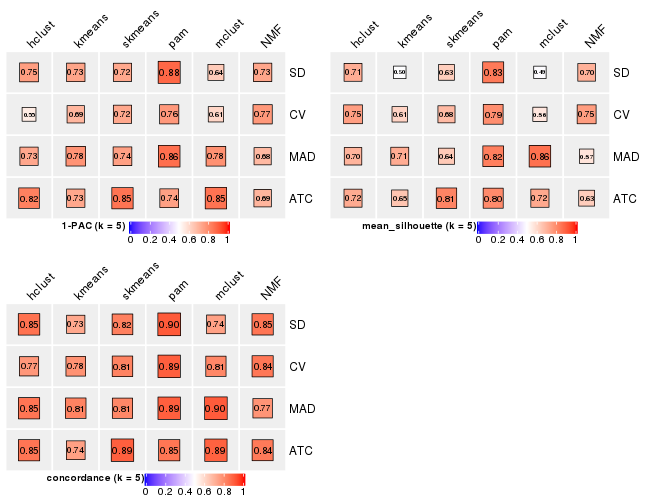 hclust kmeans skmeans pam mclust NMF
0.75 0.73 0.72 0.88 0.64 0.73 SD
0.55 0.69 0.72 0.76 0.61 0.77 CV
0.73 0.78 0.74 0.86 0.78 0.68 MAD
0.82 0.73 0.85 0.74 0.85 0.69 ATC
1-PAC (k = 5)
0 0.2 0.4 0.6 0.8 1
hclust kmeans skmeans pam mclust NMF
0.71 0.50 0.63 0.83 0.49 0.70 SD
0.75 0.61 0.68 0.79 0.56 0.75 CV
0.70 0.71 0.64 0.82 0.86 0.57 MAD
0.72 0.65 0.81 0.80 0.72 0.63 ATC
mean_silhouette (k = 5)
0 0.2 0.4 0.6 0.8 1
hclust kmeans skmeans pam mclust NMF
0.85 0.73 0.82 0.90 0.74 0.85 SD
0.77 0.78 0.81 0.89 0.81 0.84 CV
0.85 0.81 0.81 0.89 0.90 0.77 MAD
0.85 0.74 0.89 0.85 0.89 0.84 ATC
concordance (k = 5)
0 0.2 0.4 0.6 0.8 1